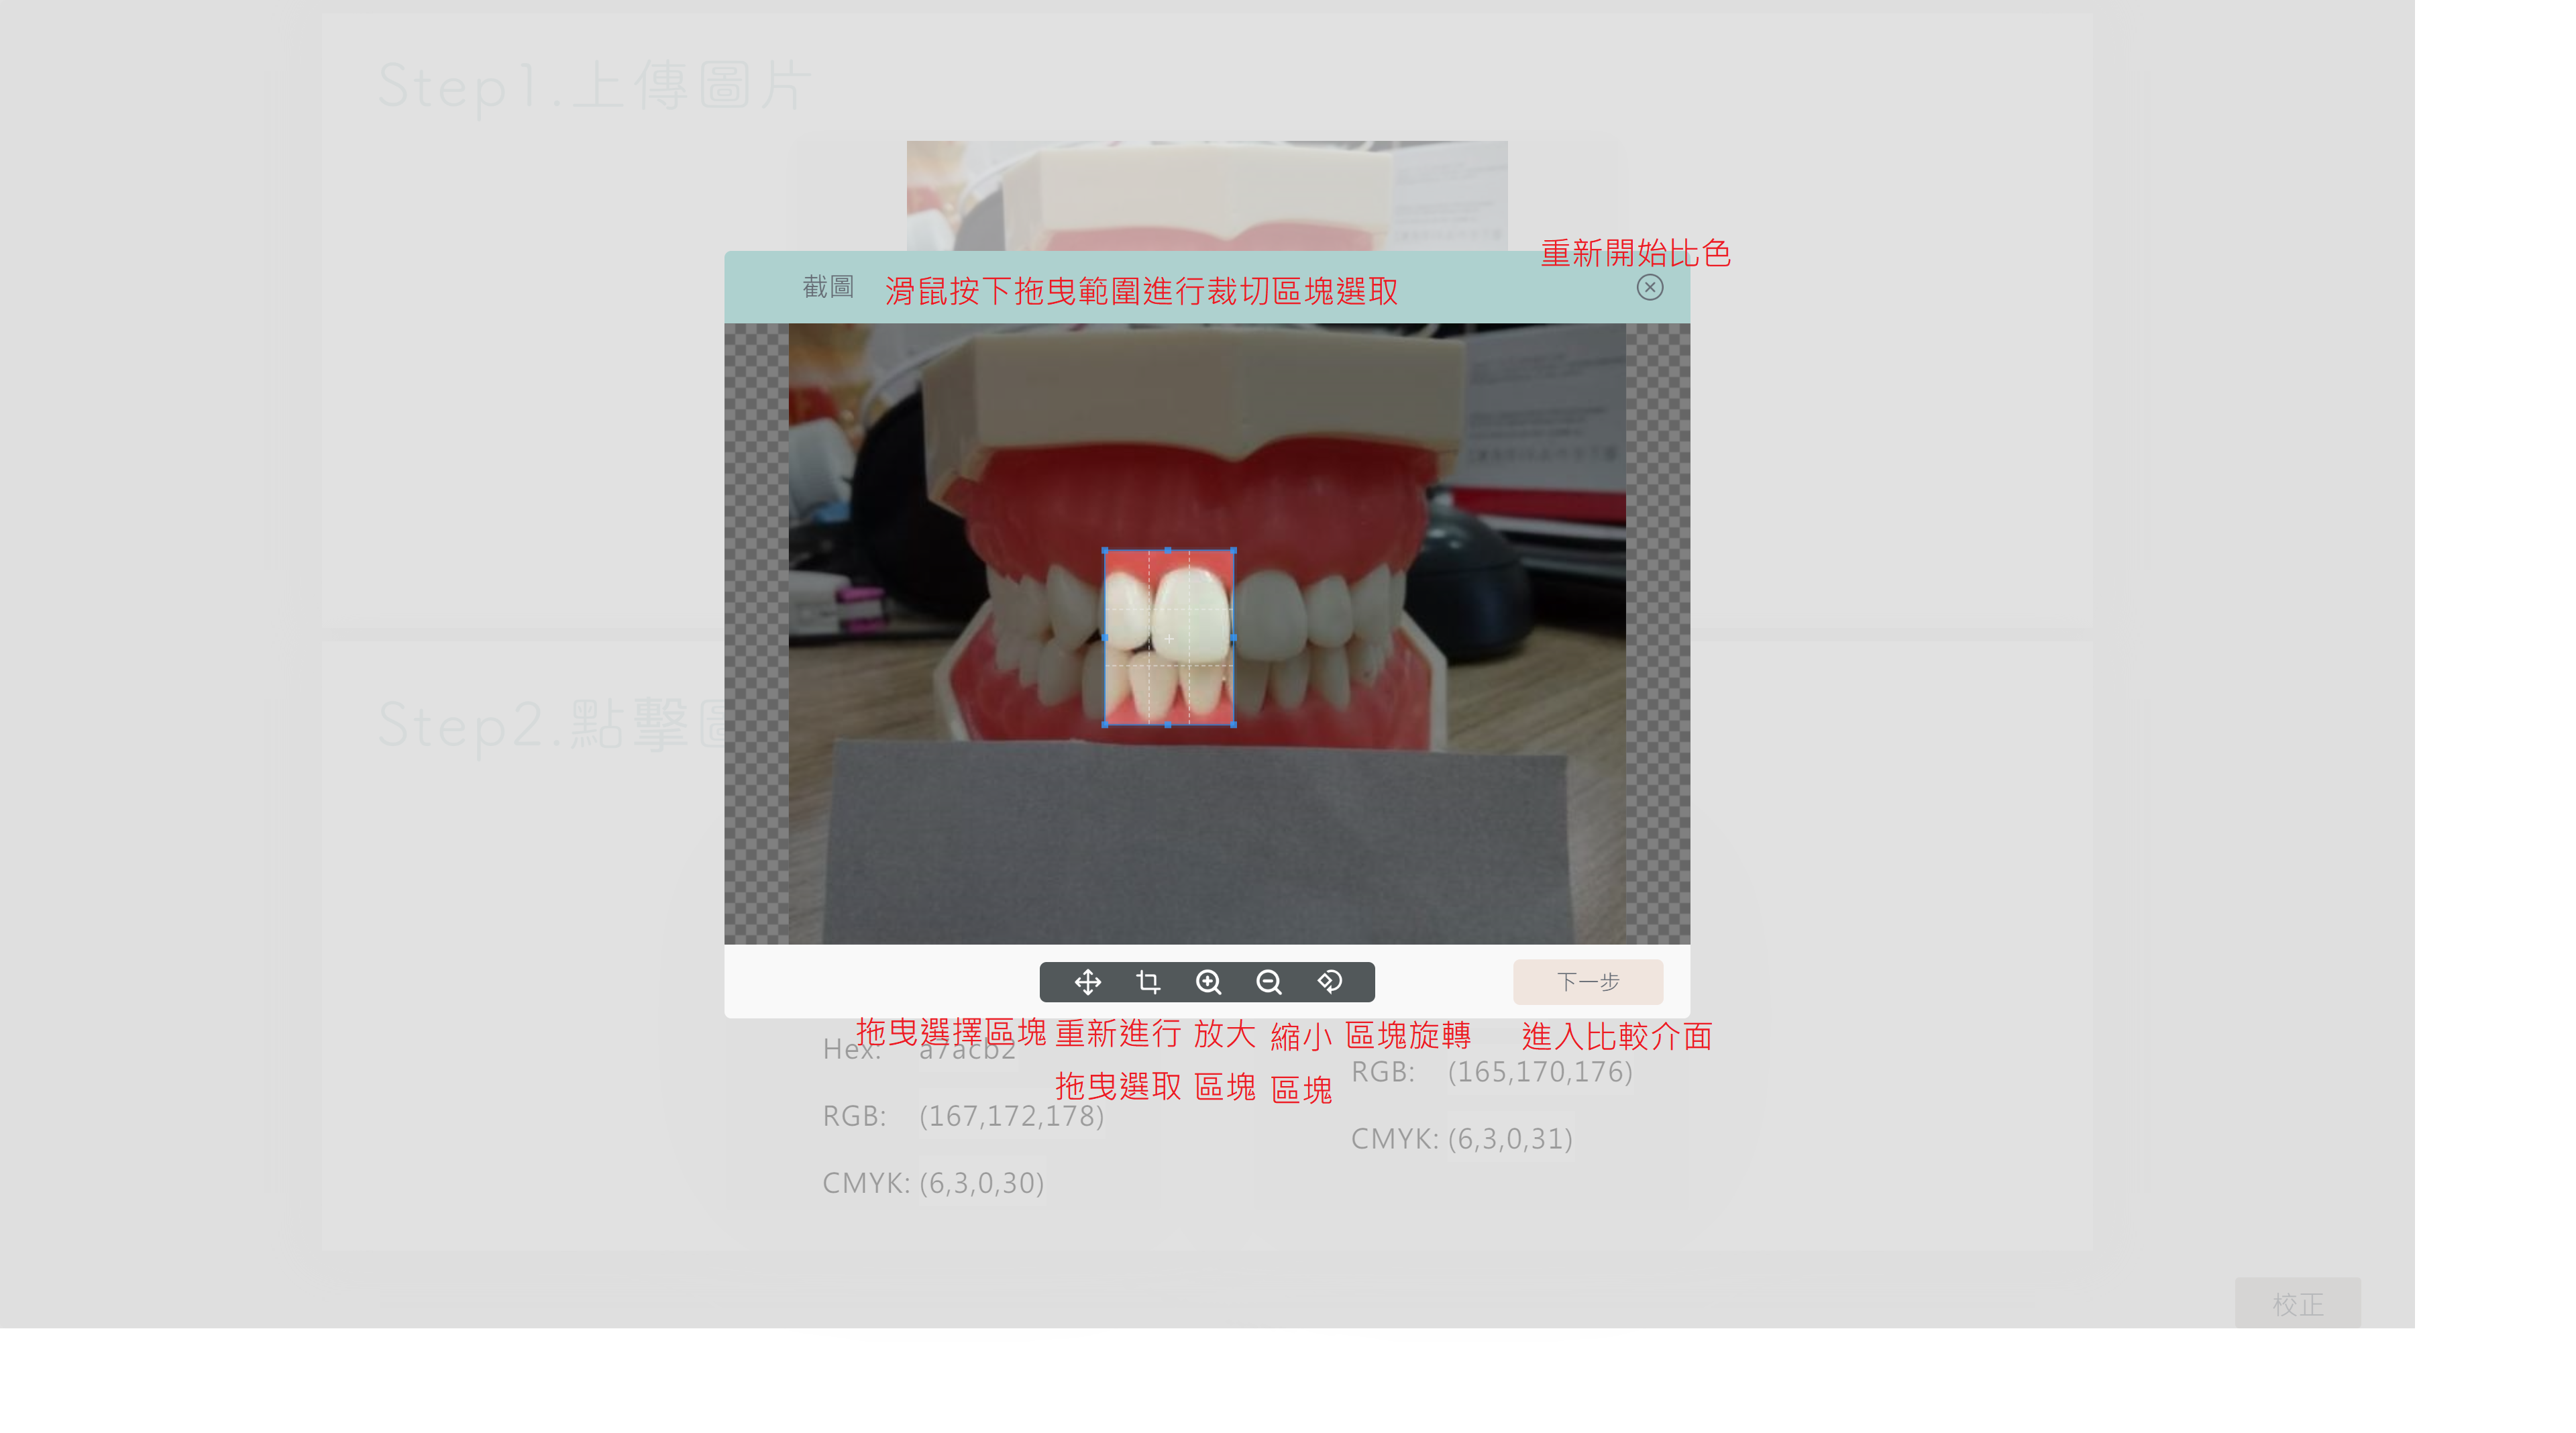 Step1.上傳圖片
重新開始比色
截圖
滑鼠按下拖曳範圍進行裁切區塊選取
Step2.點擊
下一步
拖曳選擇區塊
重新進行
拖曳選取
放大
區塊
縮小
區塊
區塊旋轉
進入比較介面
Hex: a7acb2
RGB: (167,172,178)
CMYK: (6,3,0,30)
RGB: (165,170,176)
CMYK: (6,3,0,31)
校正